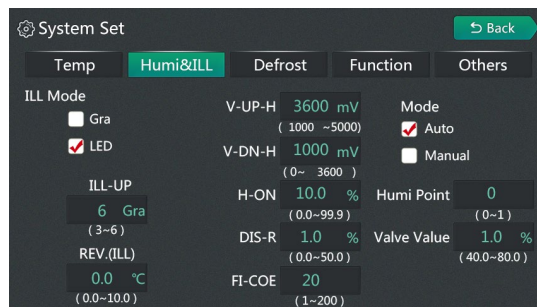 System Set
Back
Temp Humi&ILL Defrost Function Others
ILL Mode
Gra
LED
ILL-UP
6 Gra
(3~6)
REV.(ILL)
0.0 ℃
(0.0~10.0)
V-UP-H 3600 mV
( 1000 ~5000)
V-DN-H 1000 mV
(0~ 3600 )
H-ON 10.0 %
(0.0~99.9)
DIS-R 1.0 %
(0.0~50.0)
FI-COE 20
(1~200)
Mode
Auto
Manual
Humi Point 0
(0~1)
Valve Value 1.0 %
(40.0~80.0)